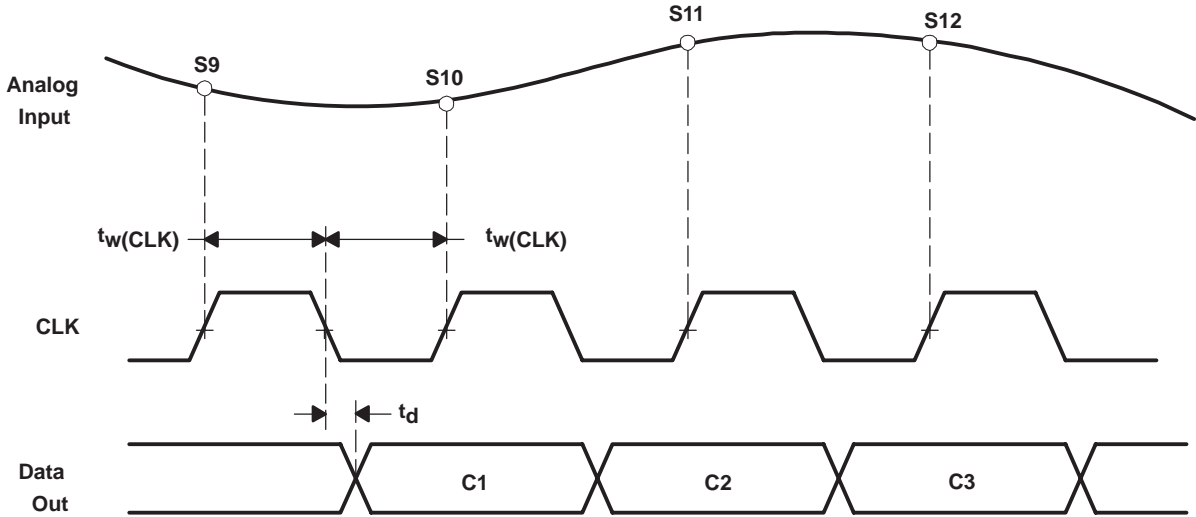 S9
S10
S11
S12
Analog
Input
tw(CLK)
tw(CLK)
CLK
td
Data
Out
C1
C2
C3